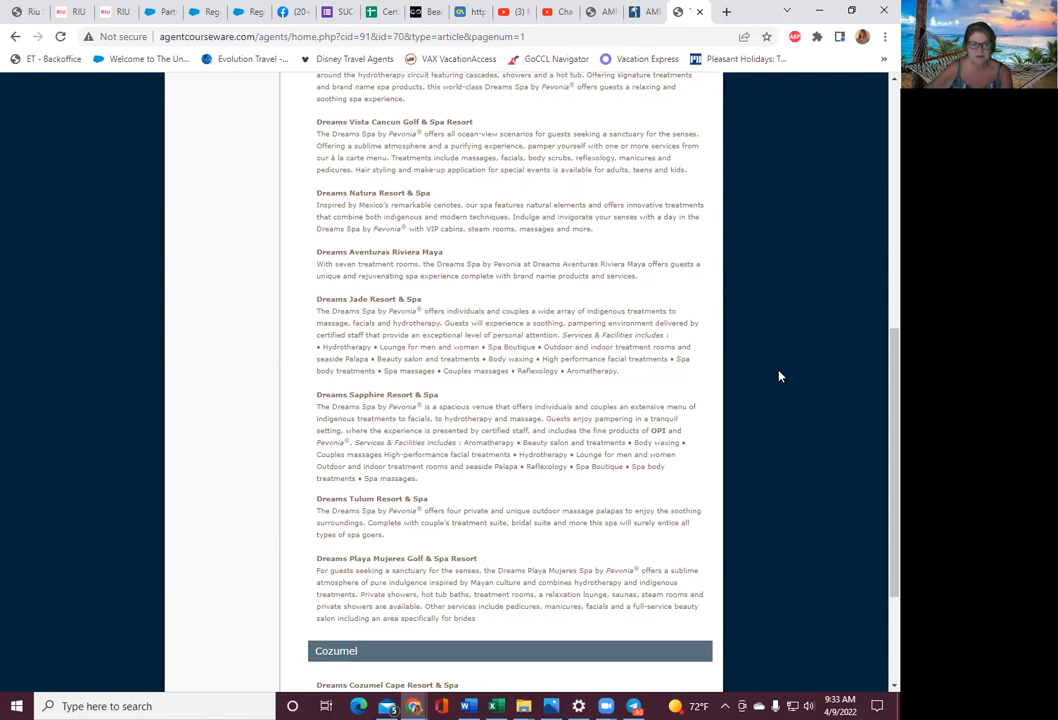 Riu
RIU
RIU
Part
Reg
Reg
(20+
SUC
Cert
Beac
http
(3) M
Cha
AMI
AMI
T
Not secure
agentcourseware.com/agents/home.php?cid=91&id=70&type=article&pagenum=1
ET - Backoffice
Welcome to The Un...
Evolution Travel -...
Disney Travel Agents
VAX VacationAccess
GoCCL Navigator
Vacation Express
Pleasant Holidays: T...
around the hydrotherapy circuit featuring cascades, showers and a hot tub. Offering signature treatments
and brand name spa products, this world-class Dreams Spa by Pevonia® offers guests a relaxing and
soothing spa experience.
Dreams Vista Cancun Golf & Spa Resort
The Dreams Spa by Pevonia® offers all ocean-view scenarios for guests seeking a sanctuary for the senses.
Offering a sublime atmosphere and a purifying experience, pamper yourself with one or more services from
our à la carte menu. Treatments include massages, facials, body scrubs, reflexology, manicures and
pedicures. Hair styling and make-up application for special events is available for adults, teens and kids.
Dreams Natura Resort & Spa
Inspired by Mexico's remarkable cenotes, our spa features natural elements and offers innovative treatments
that combine both indigenous and modern techniques. Indulge and invigorate your senses with a day in the
Dreams Spa by Pevonia® with VIP cabins, steam rooms, massages and more.
Dreams Aventuras Riviera Maya
With seven treatment rooms, the Dreams Spa by Pevonia at Dreams Aventuras Riviera Maya offers guests a
unique and rejuvenating spa experience complete with brand name products and services.
Dreams Jade Resort & Spa
The Dreams Spa by Pevonia® offers individuals and couples a wide array of indigenous treatments to
massage, facials and hydrotherapy. Guests will experience a soothing, pampering environment delivered by
certified staff that provide an exceptional level of personal attention. Services & Facilities includes :
• Hydrotherapy • Lounge for men and women • Spa Boutique • Outdoor and indoor treatment rooms and
seaside Palapa • Beauty salon and treatments • Body waxing • High performance facial treatments • Spa
body treatments • Spa massages • Couples massages • Reflexology • Aromatherapy.
Dreams Sapphire Resort & Spa
The Dreams Spa by Pevonia® is a spacious venue that offers individuals and couples an extensive menu of
indigenous treatments to facials, to hydrotherapy and massage. Guests enjoy pampering in a tranquil
setting, where the experience is presented by certified staff, and includes the fine products of OPI and
Pevonia®. Services & Facilities includes : Aromatherapy • Beauty salon and treatments • Body waxing •
Couples massages High-performance facial treatments • Hydrotherapy • Lounge for men and women
Outdoor and indoor treatment rooms and seaside Palapa • Reflexology • Spa Boutique • Spa body
treatments • Spa massages.
Dreams Tulum Resort & Spa
The Dreams Spa by Pevonia® offers four private and unique outdoor massage palapas to enjoy the soothing
surroundings. Complete with couple's treatment suite, bridal suite and more this spa will surely entice all
types of spa goers.
Dreams Playa Mujeres Golf & Spa Resort
For guests seeking a sanctuary for the senses, the Dreams Playa Mujeres Spa by Pevonia® offers a sublime
atmosphere of pure indulgence inspired by Mayan culture and combines hydrotherapy and indigenous
treatments. Private showers, hot tub baths, treatment rooms, a relaxation lounge, saunas, steam rooms and
private showers are available. Other services include pedicures, manicures, facials and a full-service beauty
salon including an area specifically for brides
Cozumel
Dreams Cozumel Cape Resort & Spa
Type here to search
72°F
9:33 AM
4/9/2022